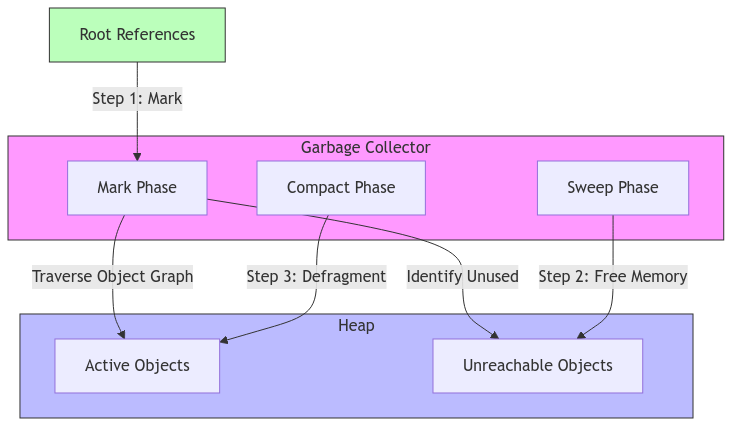 Root References
Step 1: Mark
Garbage Collector
Mark Phase
Compact Phase
Sweep Phase
Traverse Object Graph
Step 3: Defragment
Identify Unused
Step 2: Free Memory
Heap
Active Objects
Unreachable Objects